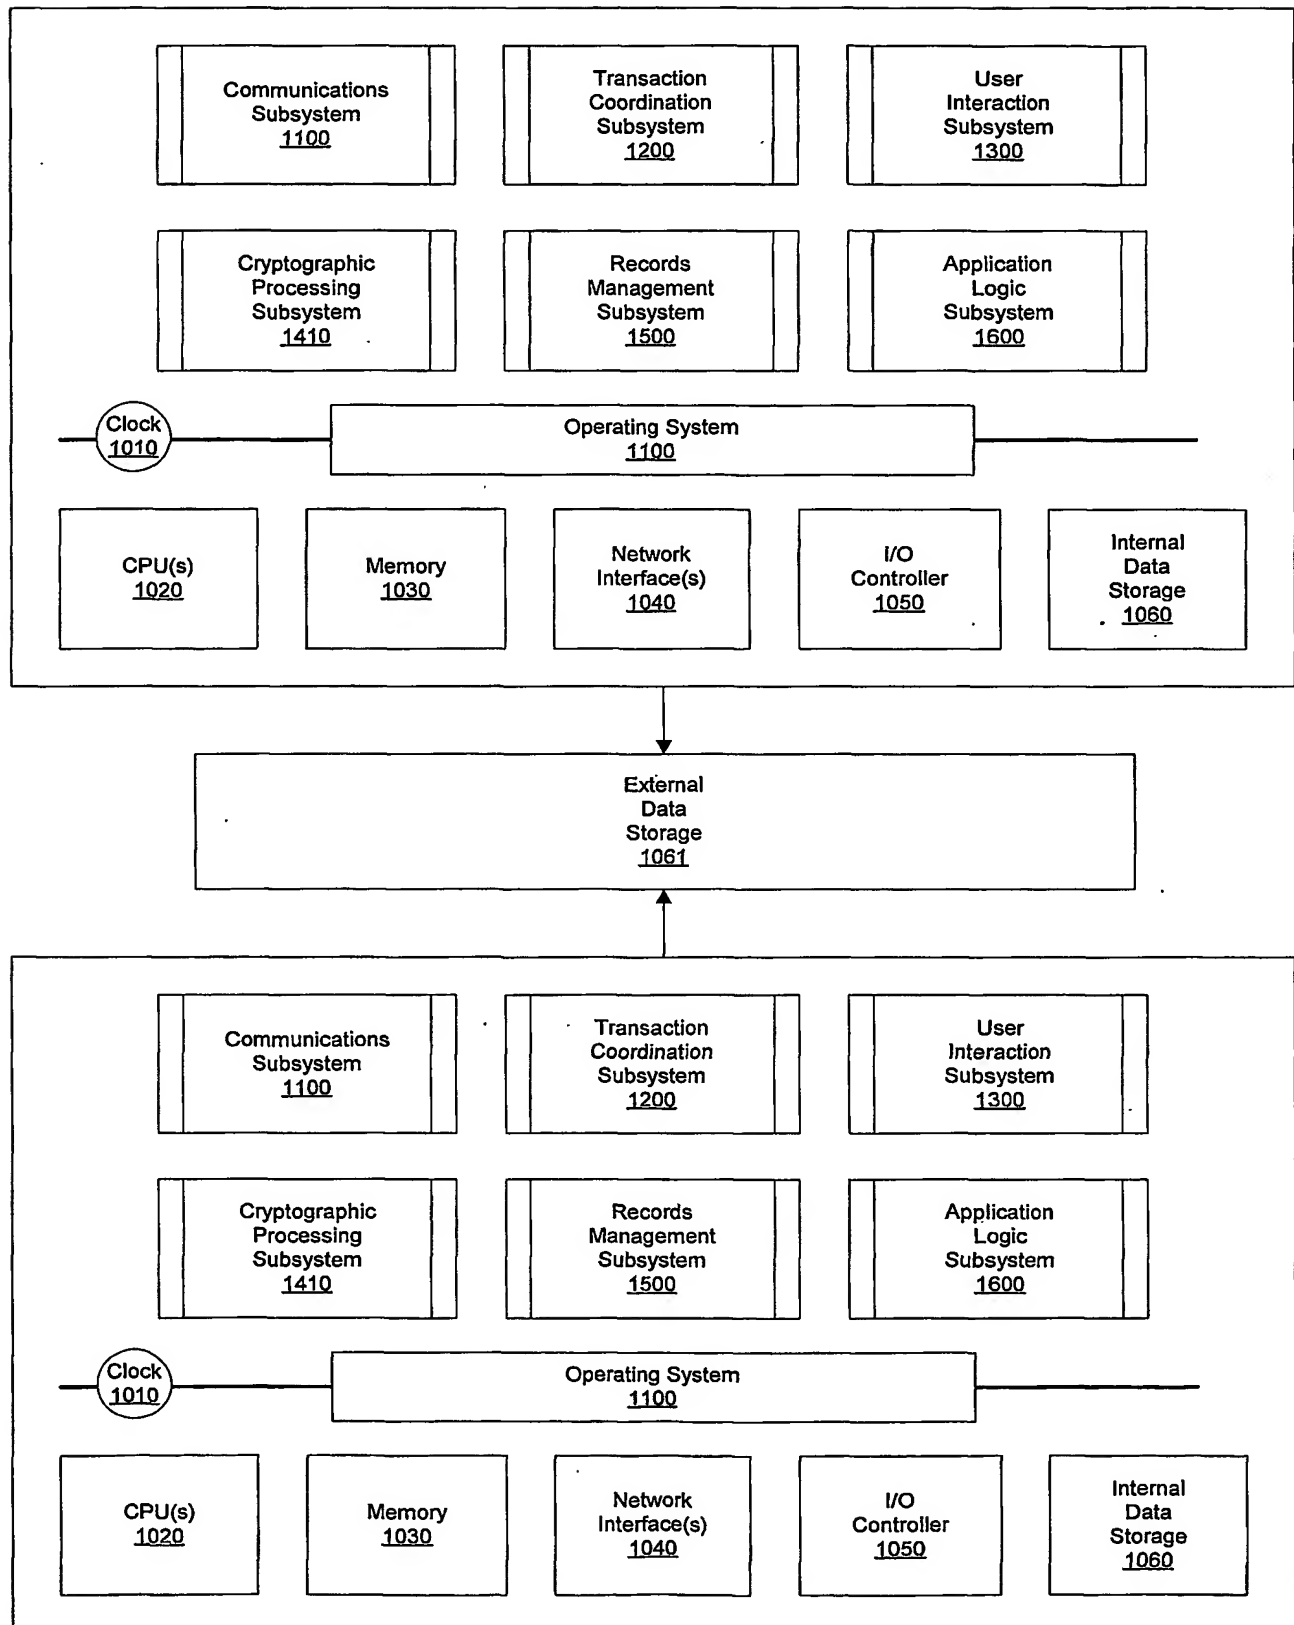 Communications
Subsystem
1100
Transaction
Coordination
Subsystem
1200
User
Interaction
Subsystem
1300
Cryptographic
Processing
Subsystem
1410
Records
Management
Subsystem
1500
Application
Logic
Subsystem
1600
Clock
1010
Operating System
1100
CPU(s)
1020
Memory
1030
Network
Interface(s)
1040
I/O
Controller
1050
Internal
Data
Storage
1060
External
Data
Storage
1061
Communications
Subsystem
1100
Transaction
Coordination
Subsystem
1200
User
Interaction
Subsystem
1300
Cryptographic
Processing
Subsystem
1410
Records
Management
Subsystem
1500
Application
Logic
Subsystem
1600
Clock
1010
Operating System
1100
CPU(s)
1020
Memory
1030
Network
Interface(s)
1040
I/O
Controller
1050
Internal
Data
Storage
1060